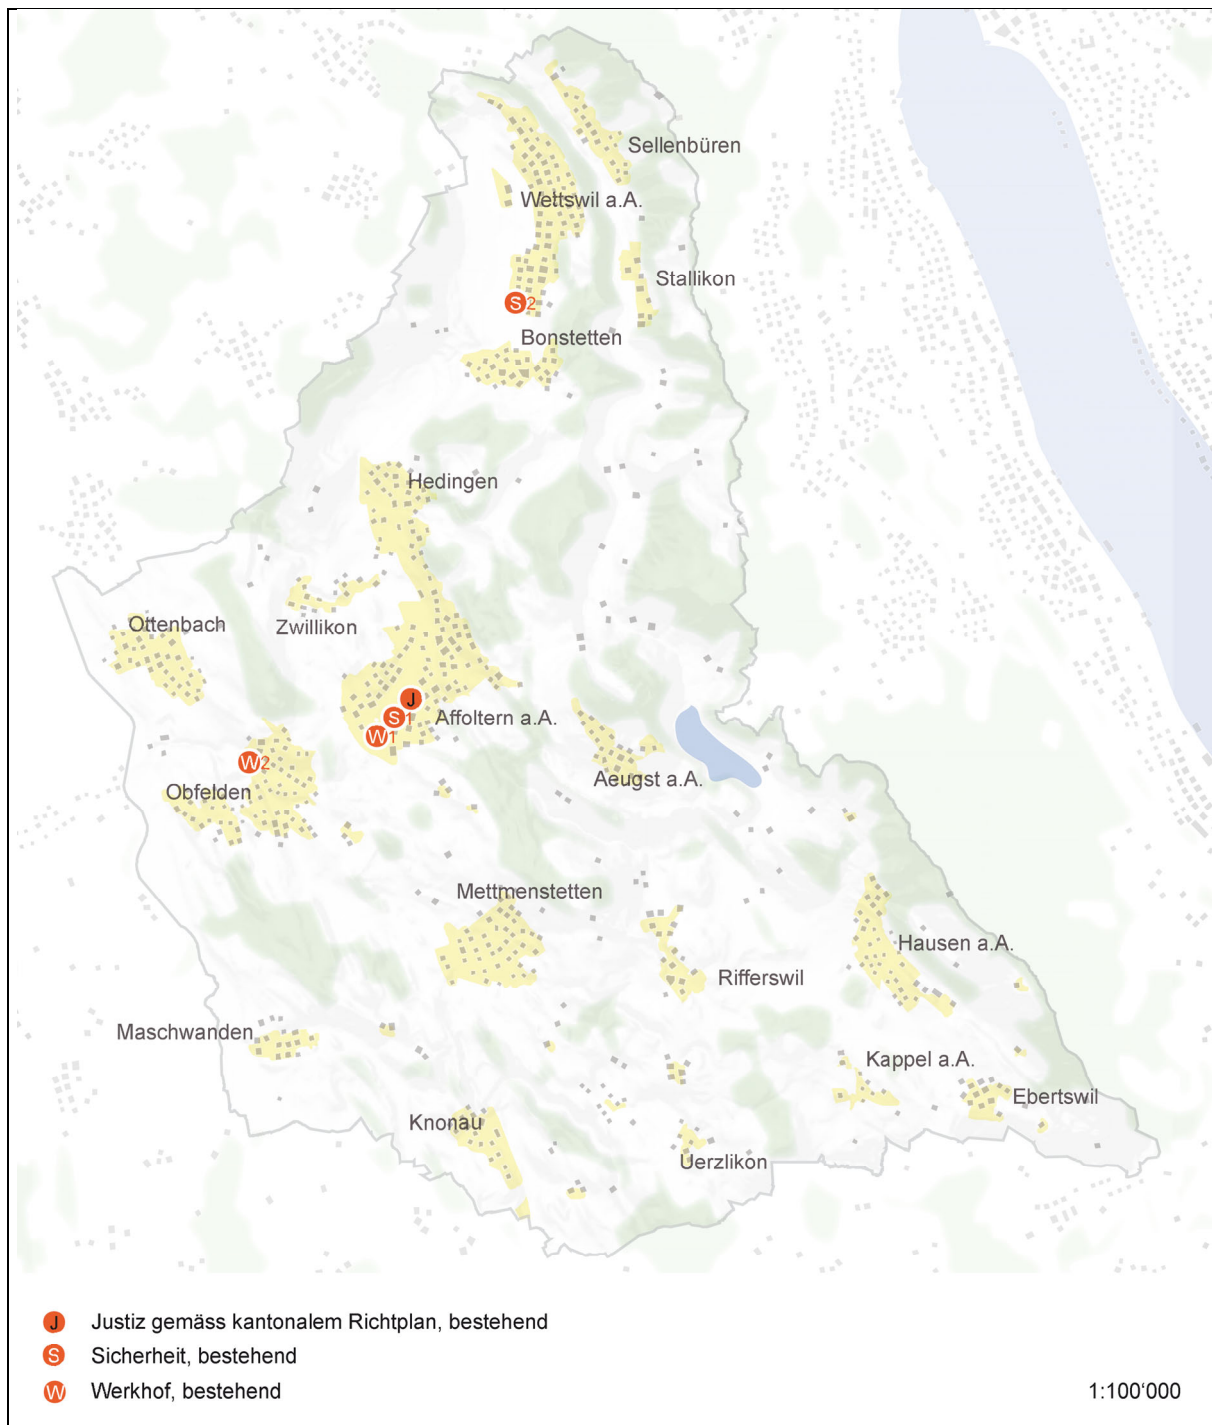 Sellenbüren
Wettswil a.A.
Stallikon
S2
Bonstetten
Hedingen
Ottenbach
Zwillikon
J
S1
Affoltern a.A.
W1
W2
Aeugst a.A.
Obfelden
Mettmenstetten
Hausen a.A.
Rifferswil
Maschwanden
Kappel a.A.
Ebertswil
Knonau
Uerzlikon
J Justiz gemäss kantonalem Richtplan, bestehend
S Sicherheit, bestehend
W Werkhof, bestehend
1:100'000